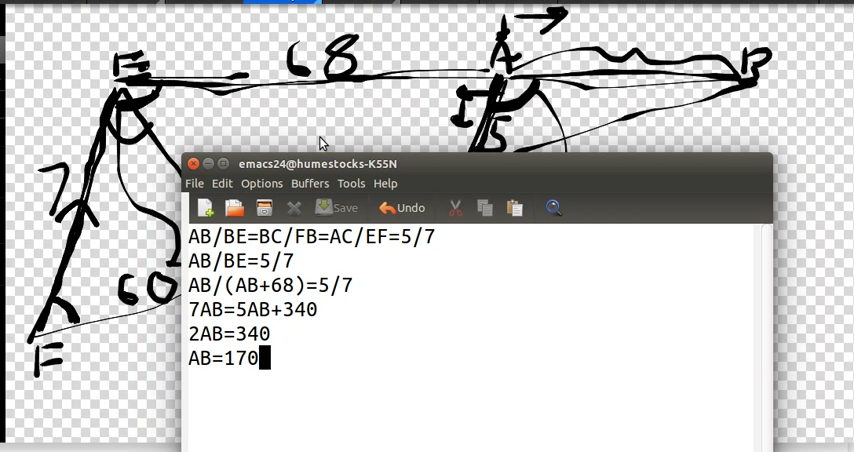 E
68
A
B
I
5
7
60
F
emacs24@humestocks-K55N
File Edit Options Buffers Tools Help
Save Undo
AB/BE=BC/FB=AC/EF=5/7
AB/BE=5/7
AB/(AB+68)=5/7
7AB=5AB+340
2AB=340
AB=170